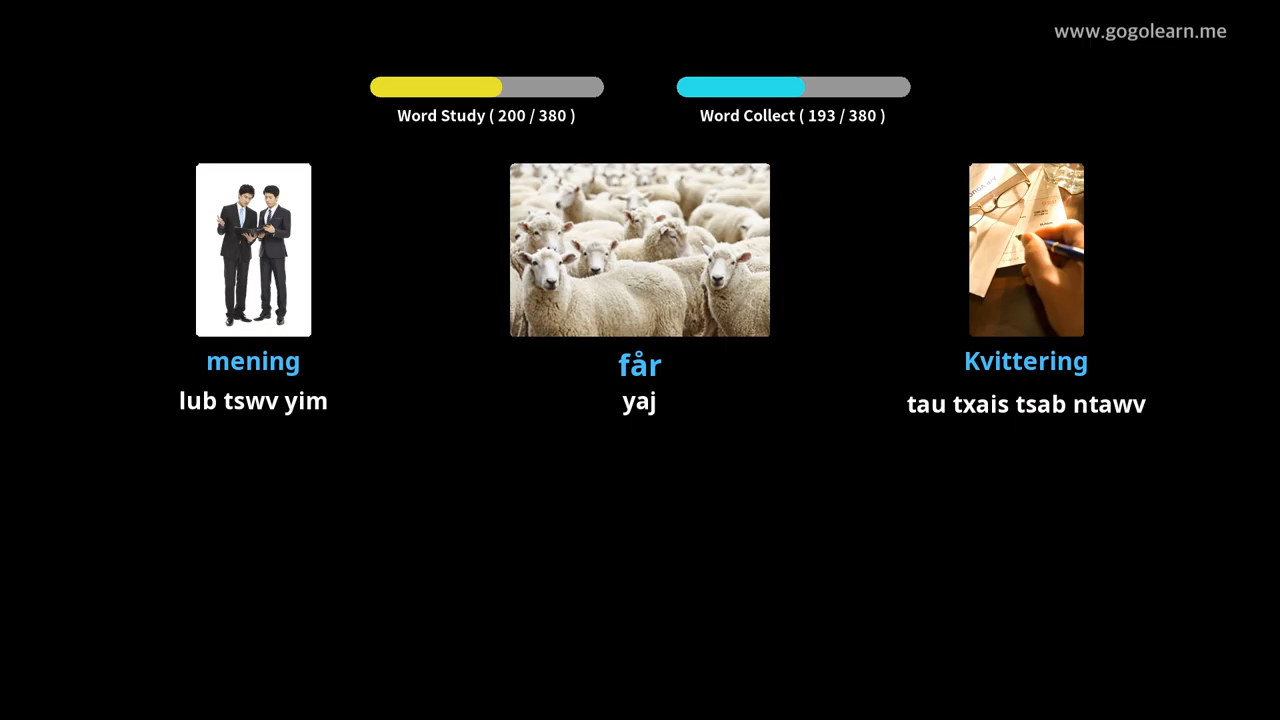 www.gogolearn.me
Word Study ( 200 / 380 )
Word Collect ( 193 / 380 )
mening
får
Kvittering
lub tswv yim
yaj
tau txais tsab ntawv